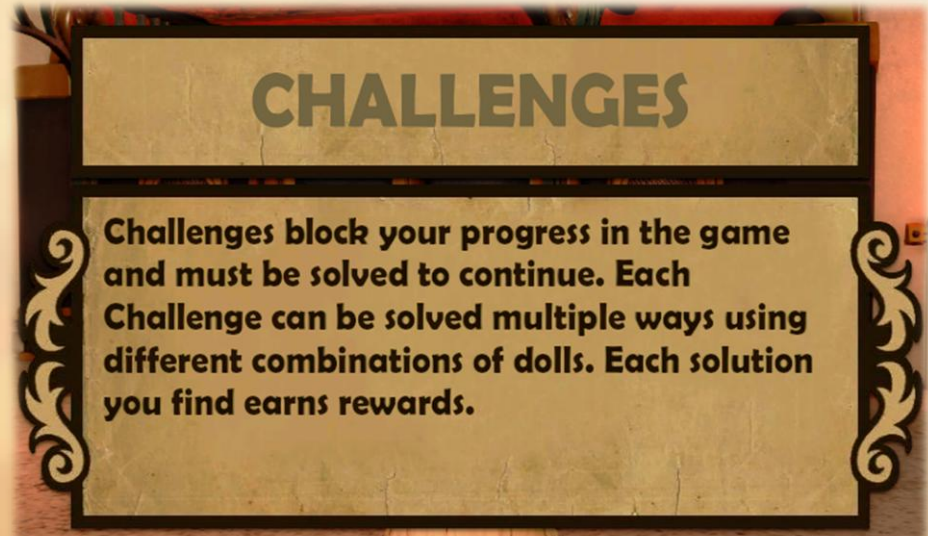 CHALLENGES
Challenges block your progress in the game
and must be solved to continue. Each
Challenge can be solved multiple ways using
different combinations of dolls. Each solution
you find earns rewards.